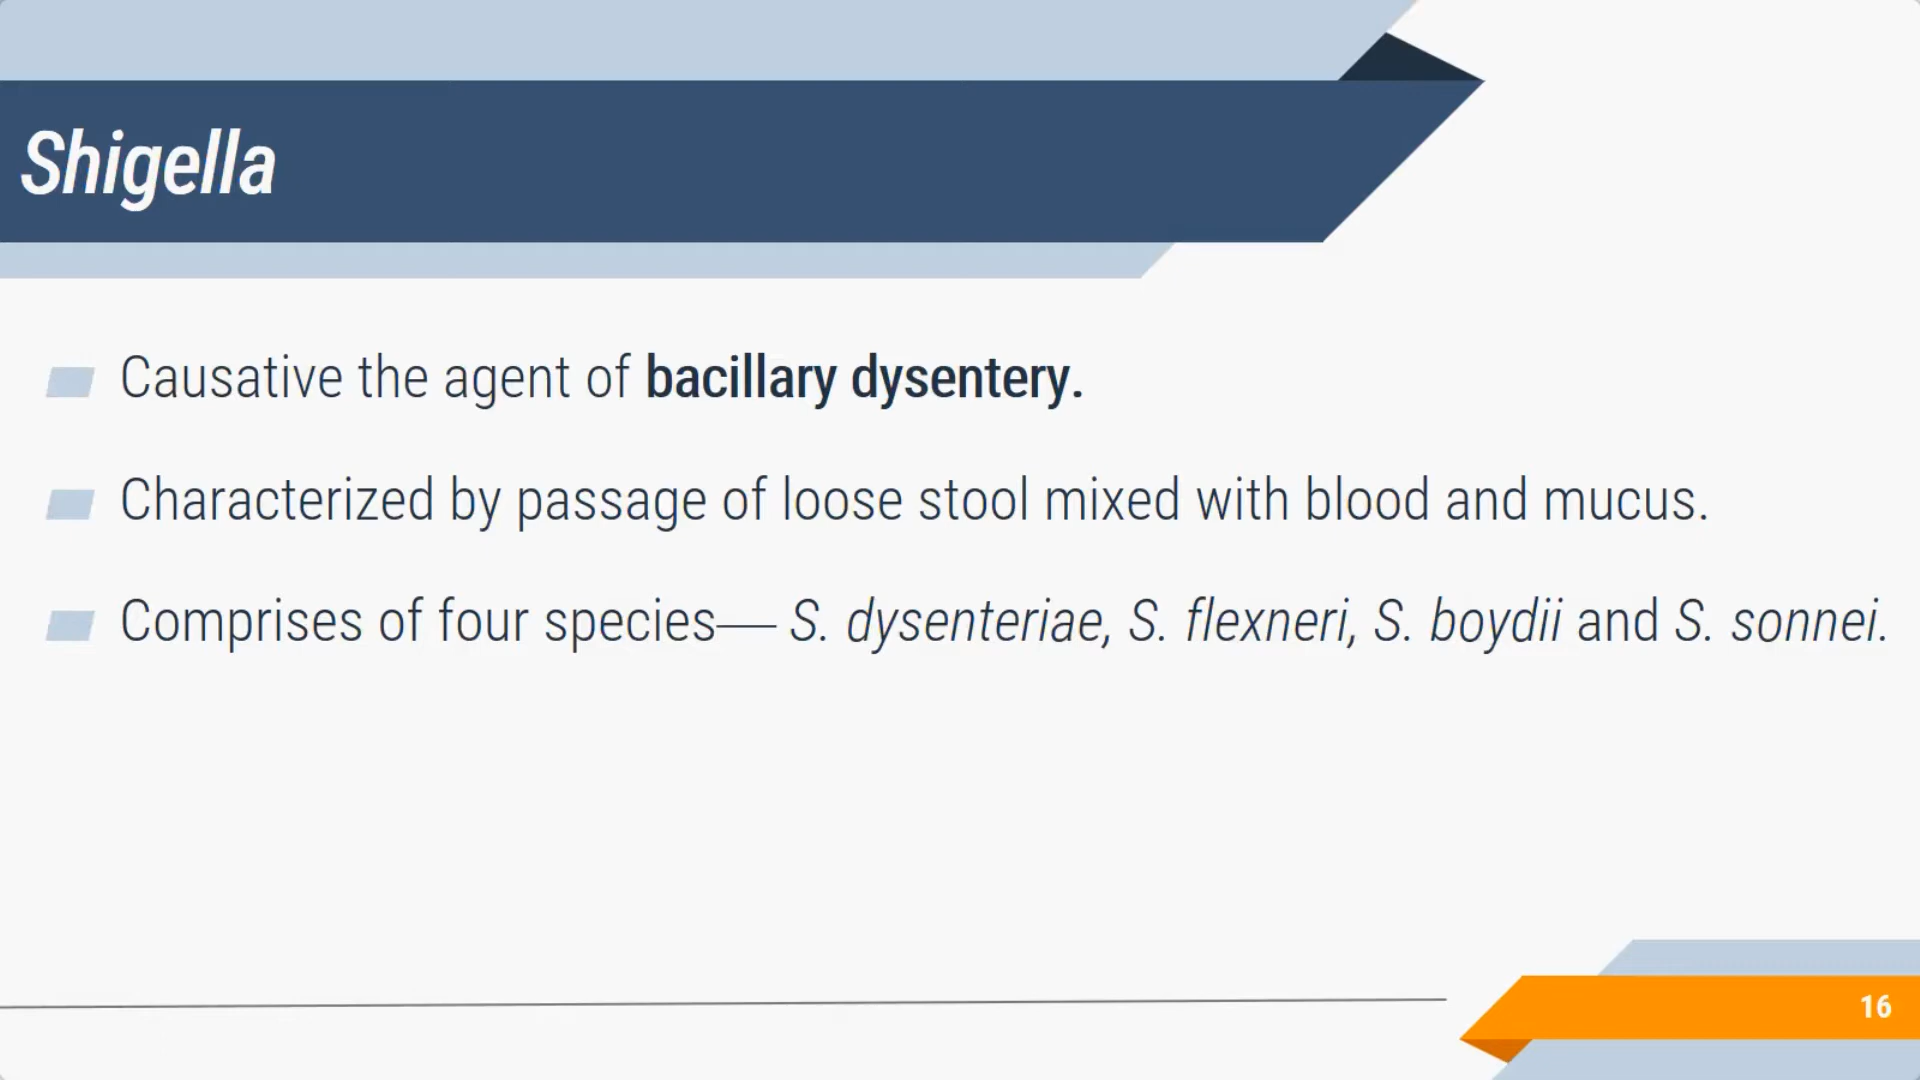 Shigella
Causative the agent of bacillary dysentery.
Characterized by passage of loose stool mixed with blood and mucus.
Comprises of four species— S. dysenteriae, S. flexneri, S. boydii and S. sonnei.
16